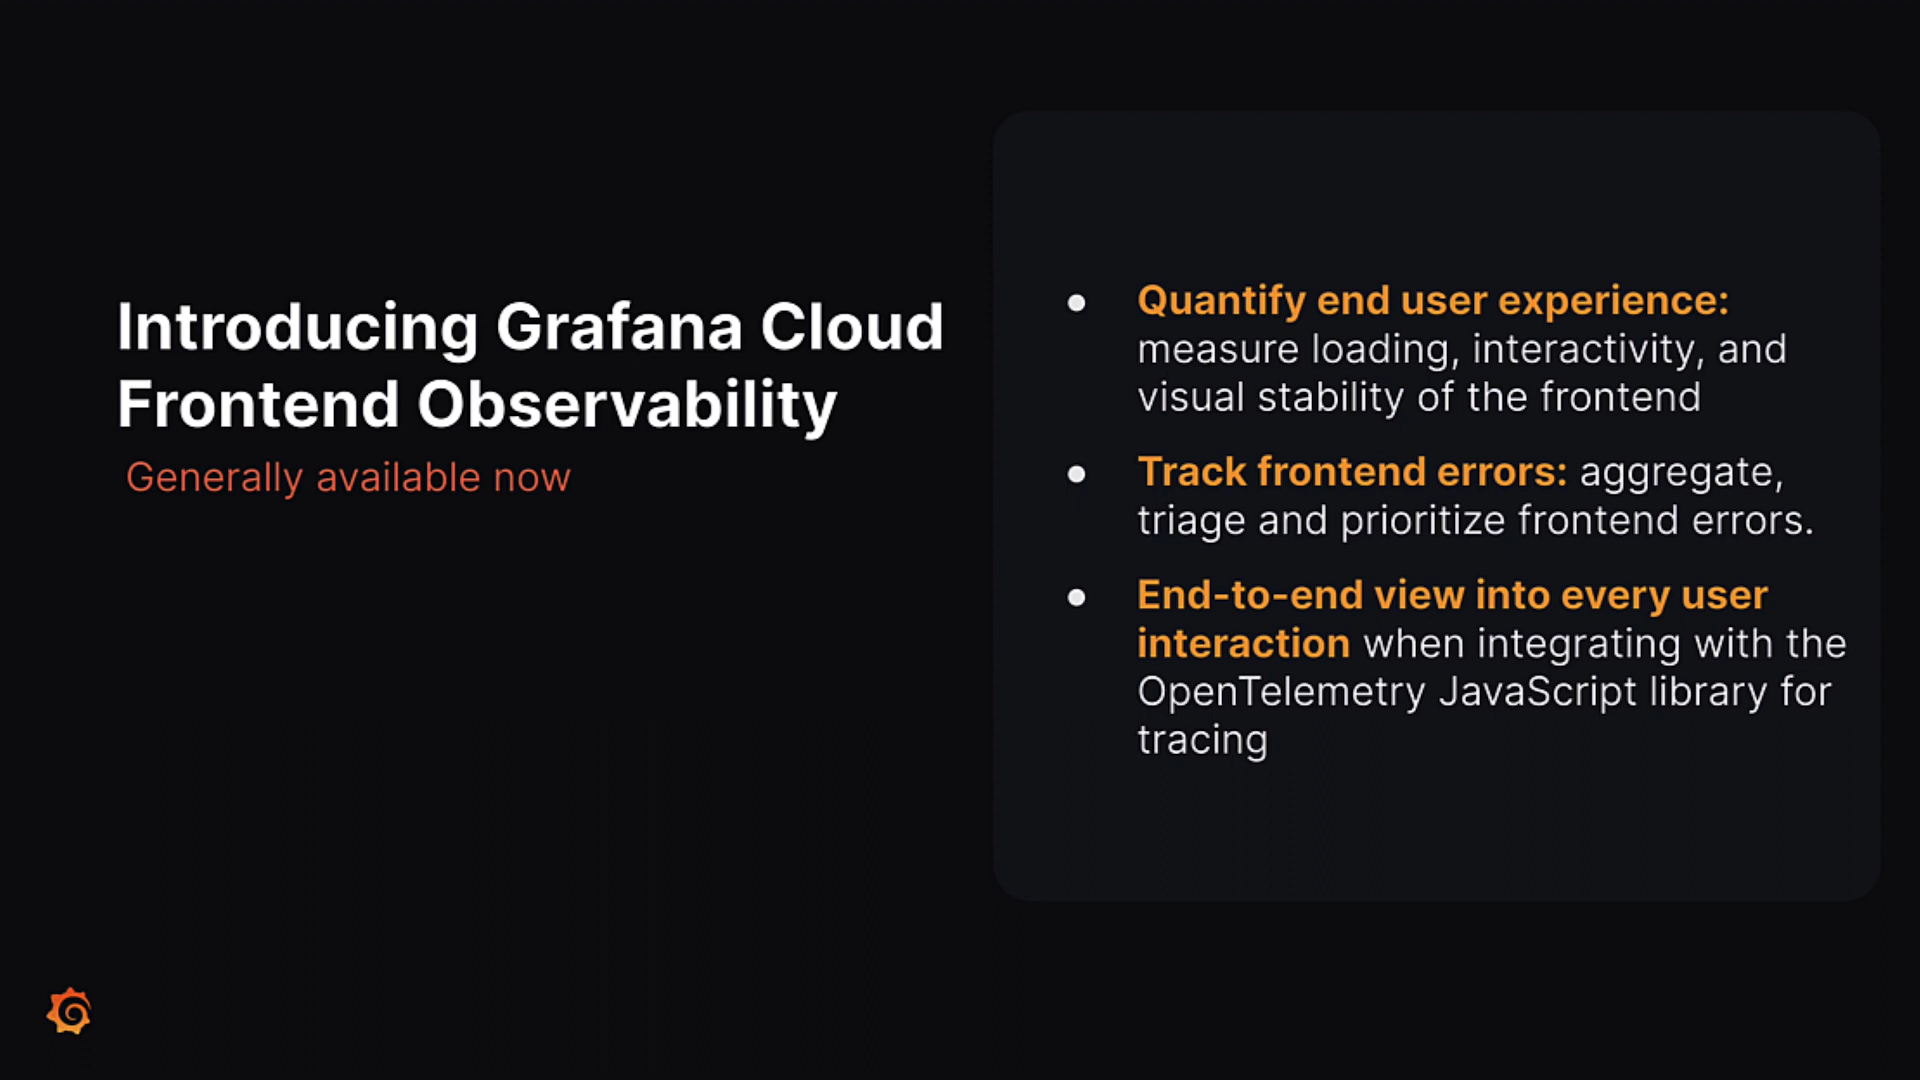 Introducing Grafana Cloud
Frontend Observability
Generally available now
● Quantify end user experience:
measure loading, interactivity, and
visual stability of the frontend
● Track frontend errors: aggregate,
triage and prioritize frontend errors.
● End-to-end view into every user
interaction when integrating with the
OpenTelemetry JavaScript library for
tracing